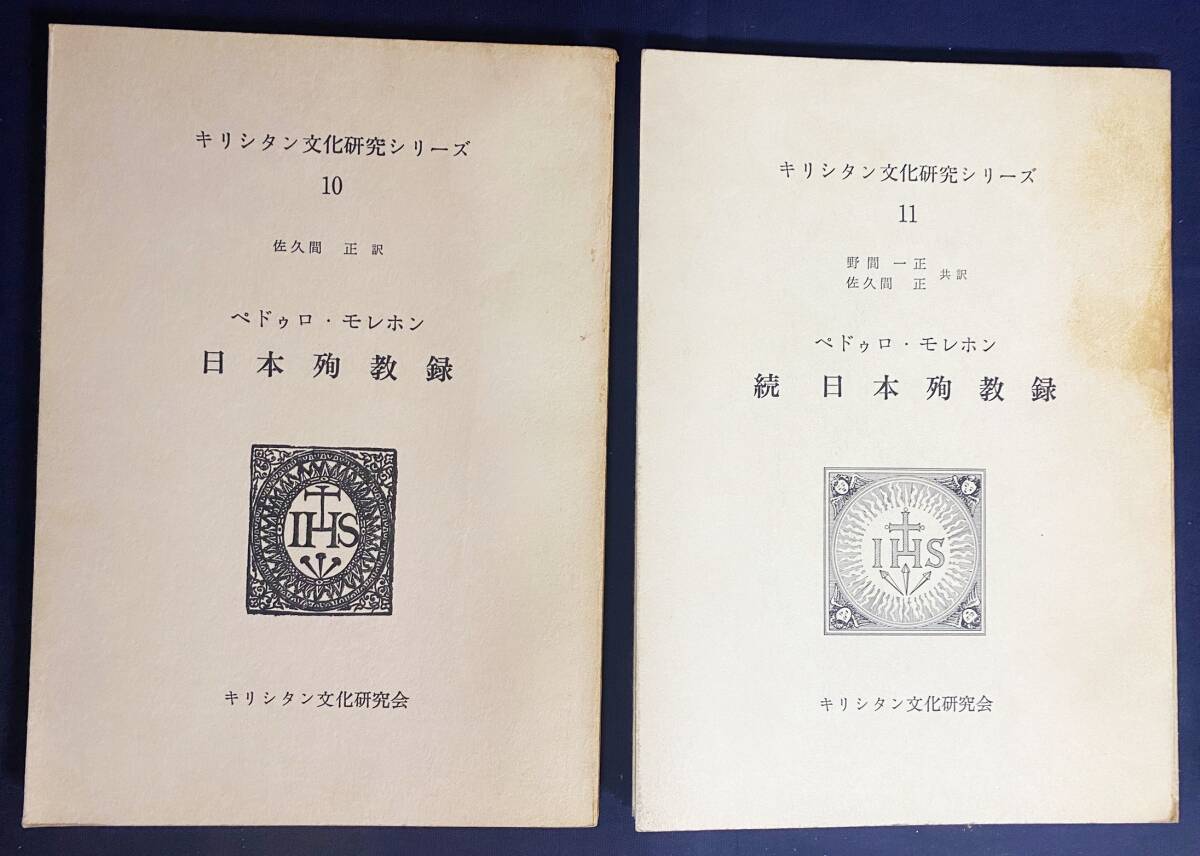 キリシタン文化研究シリーズ
10
佐久間 正 訳
ペドゥロ・モレホン
日本殉教録
IHS
キリシタン文化研究会
キリシタン文化研究シリーズ
11
野間一正
佐久間 正
共訳
ペドゥロ・モレホン
続 日本殉教録
IHS
キリシタン文化研究会